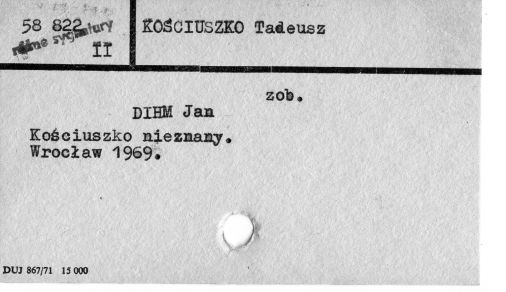 58 822
różne sygnatury
II
KOŚCIUSZKO Tadeusz
zob.
DIHM Jan
Kościuszko nieznany.
Wrocław 1969.
DUJ 867/71 15 000